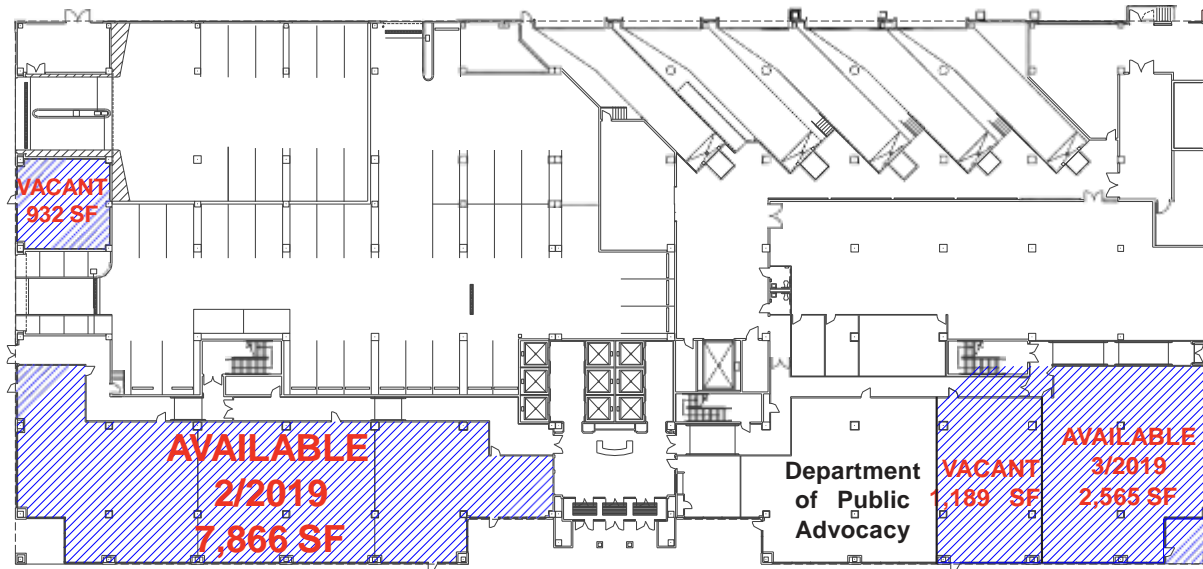 VACANT
932 SF
AVAILABLE
2/2019
7,866 SF
Department
of Public
Advocacy
VACANT
1,189 SF
AVAILABLE
3/2019
2,565 SF